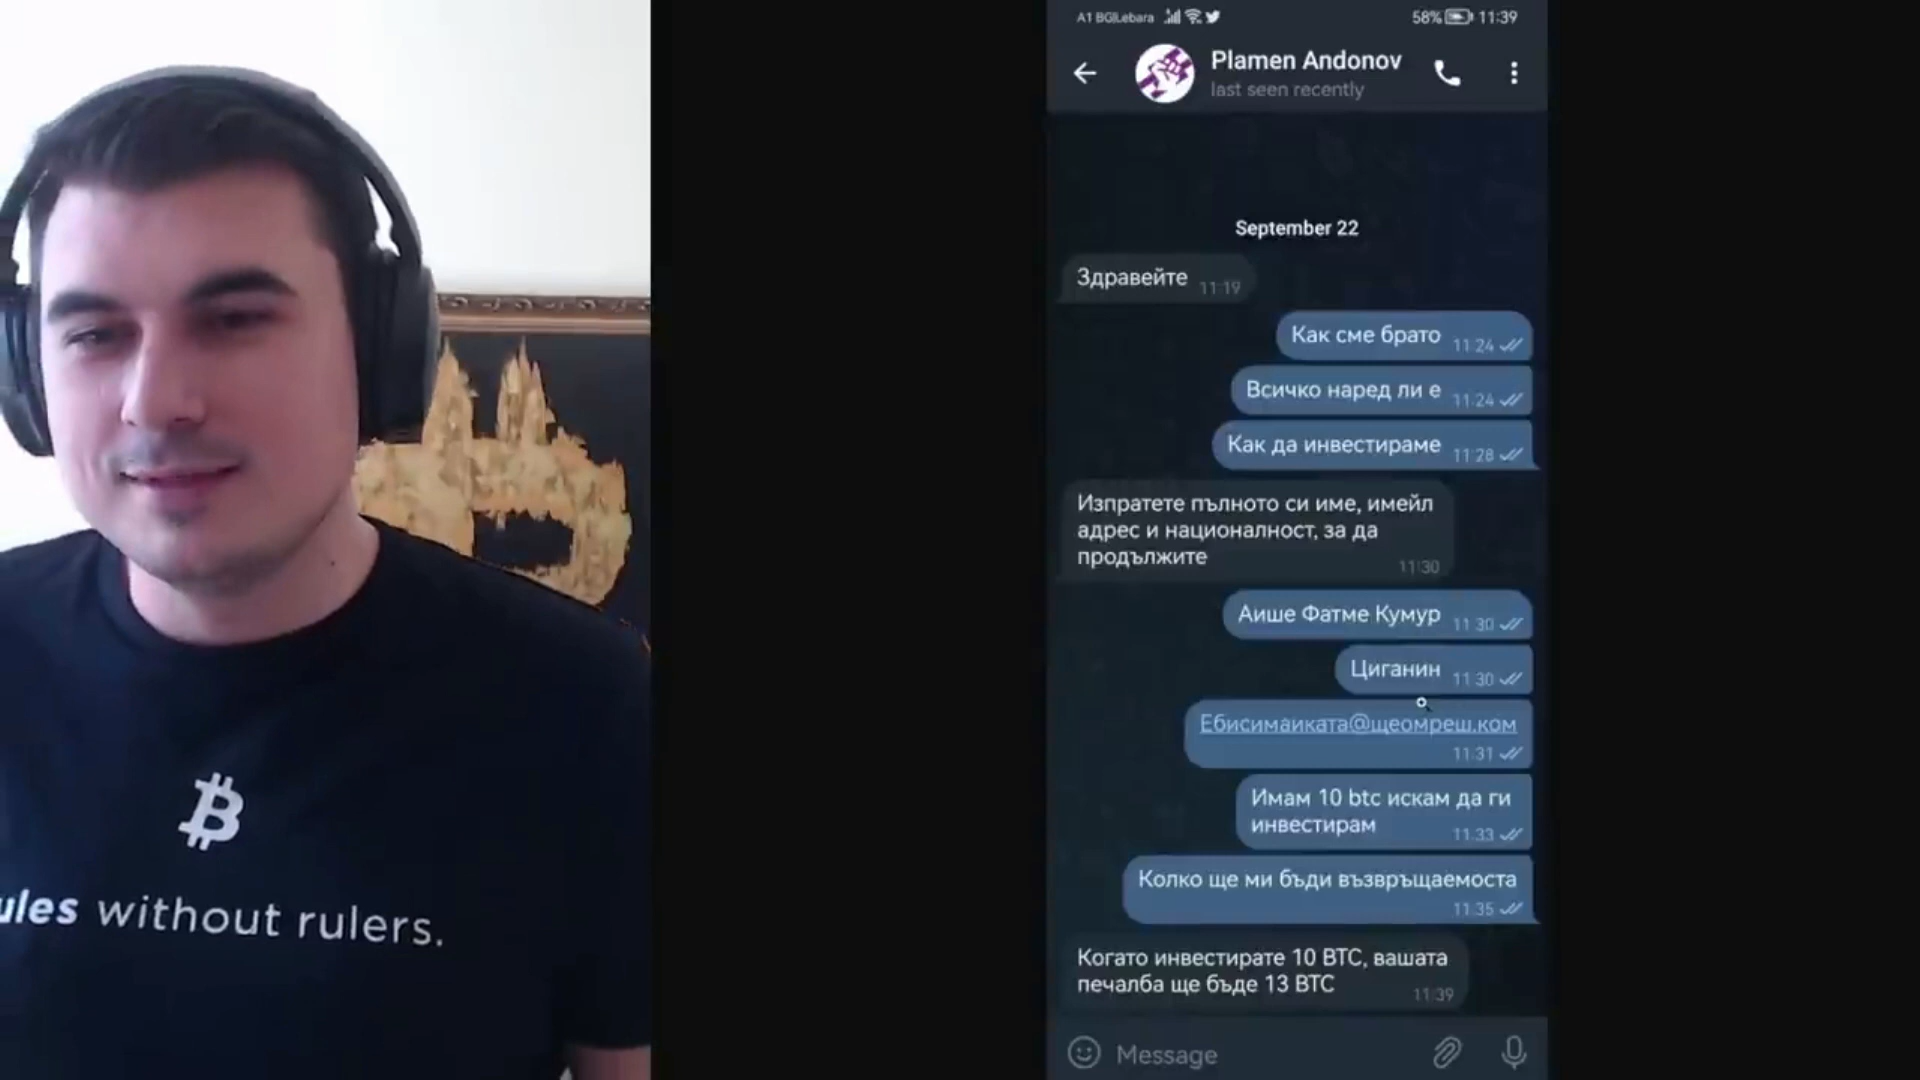 ules without rulers.
A1 BG|Lebara
58% 11:39
Plamen Andonov
last seen recently
September 22
Здравейте 11:19
Как сме брато 11:24
Всичко наред ли е 11:24
Как да инвестираме 11:28
Изпратете пълното си име, имейл
адрес и националност, за да
продължите 11:30
Аише Фатме Кумур 11:30
Циганин 11:30
Ебисимаиката@щеомреш.ком
11:31
Имам 10 btc искам да ги
инвестирам 11:33
Колко ще ми бъди възвръщаемоста
11:35
Когато инвестирате 10 BTC, вашата
печалба ще бъде 13 BTC 11:39
Message